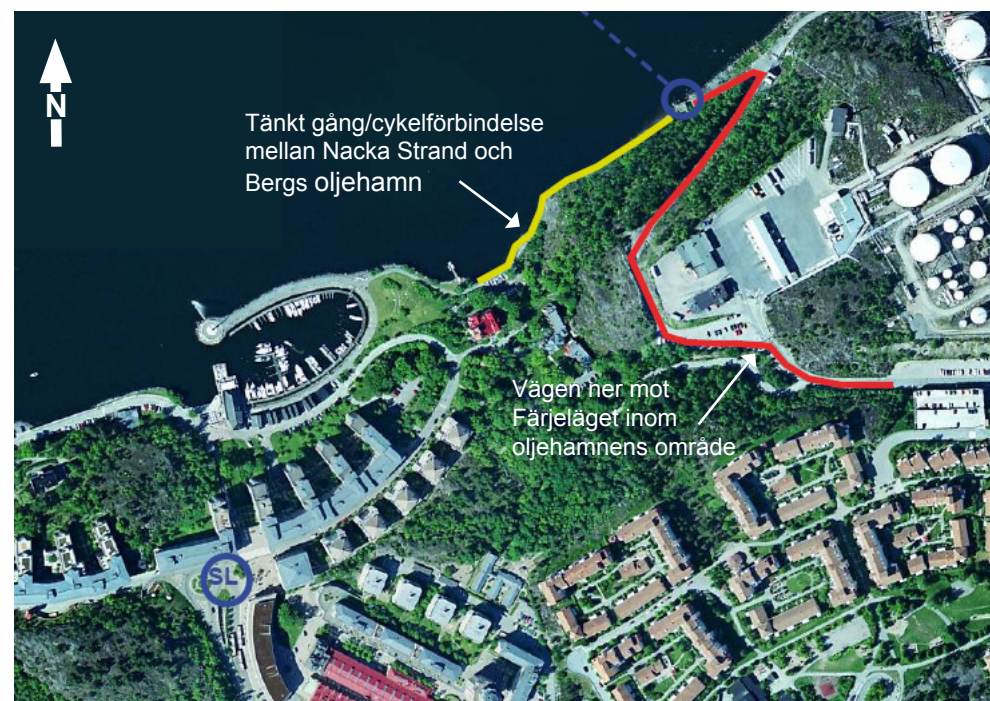 N
Tänkt gång/cykelförbindelse
mellan Nacka Strand och
Bergs oljehamn
Vägen ner mot
Färjeläget inom
oljehamnens område
SL